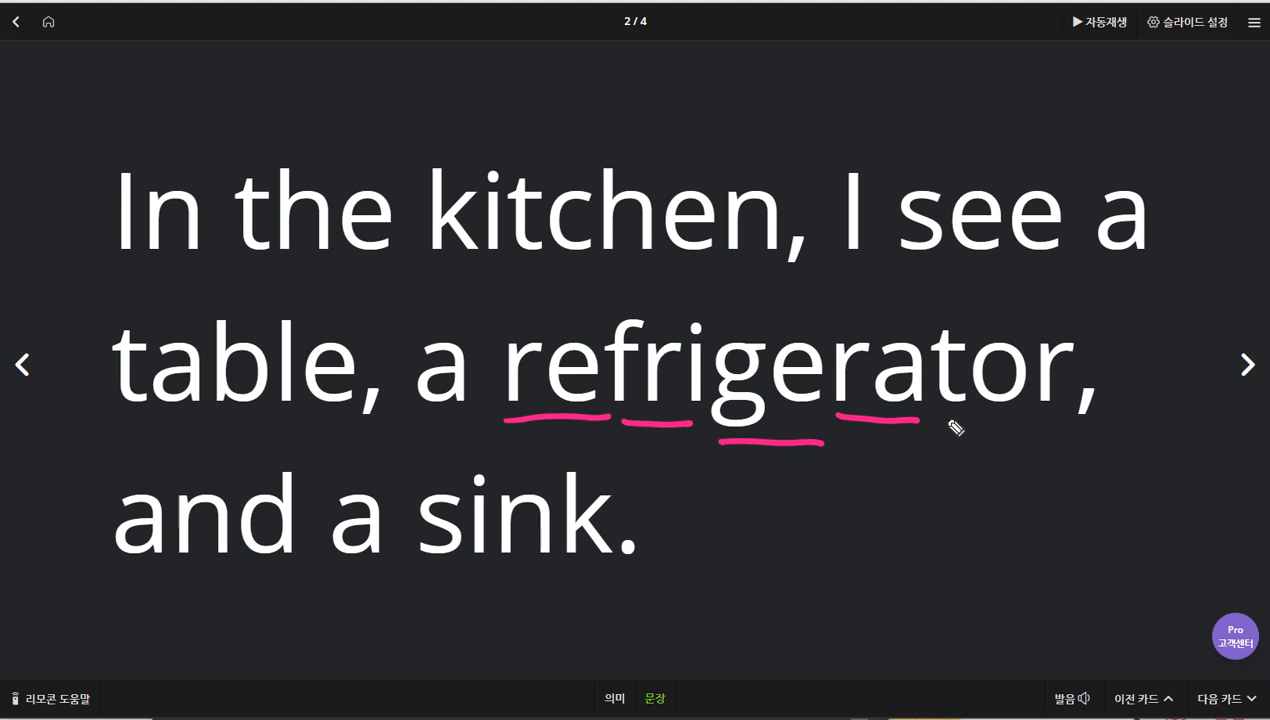 2 / 4
자동재생
슬라이드 설정
In the kitchen, I see a
table, a refrigerator,
and a sink.
Pro
고객센터
리모콘 도움말
의미
문장
발음
이전 카드
다음 카드